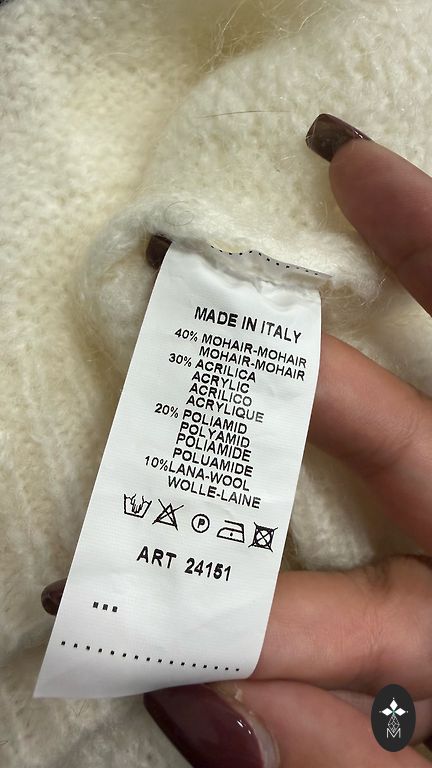 MADE IN ITALY
40% MOHAIR-MOHAIR
MOHAIR-MOHAIR
30% ACRILICA
ACRYLIC
ACRILICO
ACRYLIQUE
20% POLIAMID
POLYAMID
POLIAMIDE
POLUAMIDE
10%LANA-WOOL
WOLLE-LAINE
P
ART 24151
M